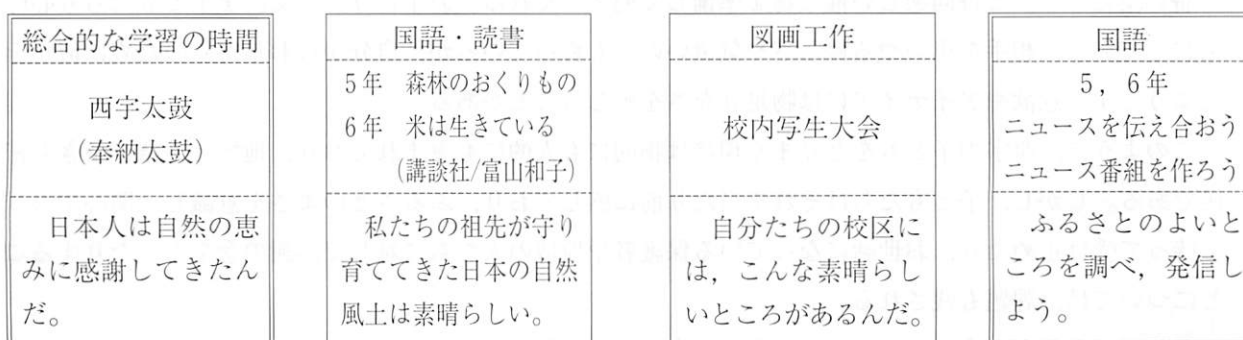 総合的な学習の時間
西宇太鼓
(奉納太鼓)
日本人は自然の恵
みに感謝してきたん
だ。
国語・読書
5年 森林のおくりもの
6年 米は生きている
(講談社/富山和子)
私たちの祖先が守り
育ててきた日本の自然
風土は素晴らしい。
図画工作
校内写生大会
自分たちの校区に
は，こんな素晴らし
いところがあるんだ。
国語
5，6年
ニュースを伝え合おう
ニュース番組を作ろう
ふるさとのよいと
ころを調べ，発信し
よう。